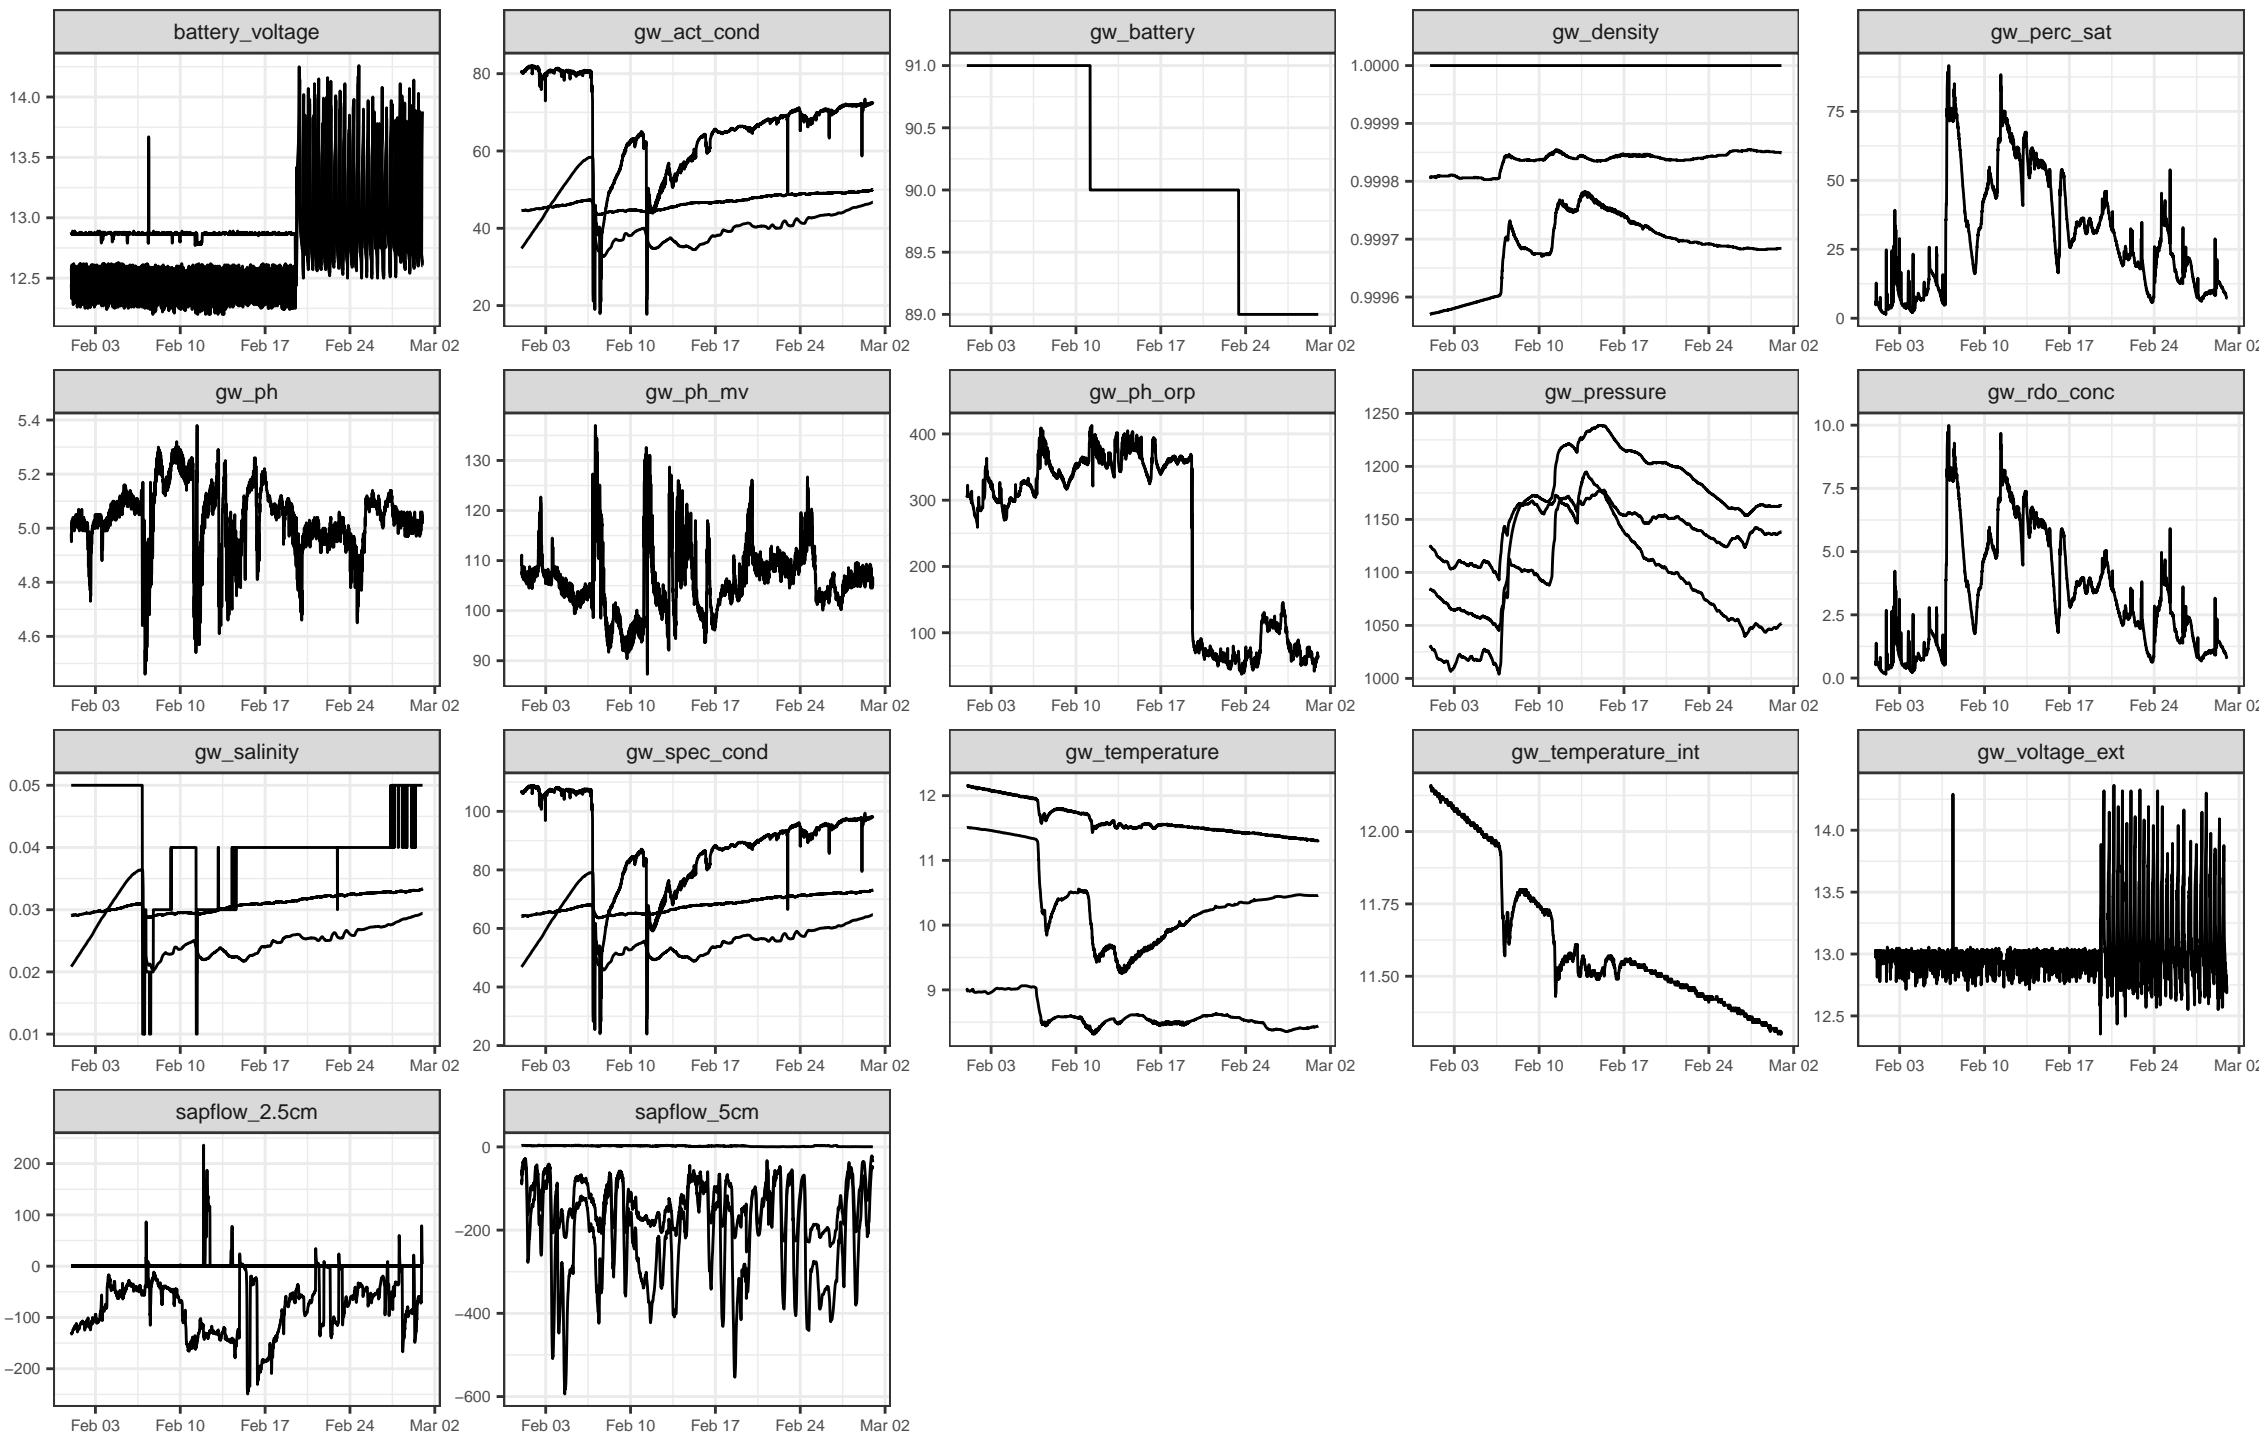 battery_voltage gw_act_cond gw_battery gw_density gw_perc_sat
14.0 13.5 13.0 12.5
80 60 40 20
91.0 90.5 90.0 89.5 89.0
1.0000 0.9999 0.9998 0.9997 0.9996
75 50 25 0
Feb 03 Feb 10 Feb 17 Feb 24 Mar 02 Feb 03 Feb 10 Feb 17 Feb 24 Mar 02 Feb 03 Feb 10 Feb 17 Feb 24 Mar 02 Feb 03 Feb 10 Feb 17 Feb 24 Mar 02 Feb 03 Feb 10 Feb 17 Feb 24 Mar 02
gw_ph gw_ph_mv gw_ph_orp gw_pressure gw_rdo_conc
5.4 5.2 5.0 4.8 4.6
130 120 110 100 90
400 300 200 100
1250 1200 1150 1100 1050 1000
10.0 7.5 5.0 2.5 0.0
Feb 03 Feb 10 Feb 17 Feb 24 Mar 02 Feb 03 Feb 10 Feb 17 Feb 24 Mar 02 Feb 03 Feb 10 Feb 17 Feb 24 Mar 02 Feb 03 Feb 10 Feb 17 Feb 24 Mar 02 Feb 03 Feb 10 Feb 17 Feb 24 Mar 02
gw_salinity gw_spec_cond gw_temperature gw_temperature_int gw_voltage_ext
0.05 0.04 0.03 0.02 0.01
100 80 60 40 20
12 11 10 9
12.00 11.75 11.50
14.0 13.5 13.0 12.5
Feb 03 Feb 10 Feb 17 Feb 24 Mar 02 Feb 03 Feb 10 Feb 17 Feb 24 Mar 02 Feb 03 Feb 10 Feb 17 Feb 24 Mar 02 Feb 03 Feb 10 Feb 17 Feb 24 Mar 02 Feb 03 Feb 10 Feb 17 Feb 24 Mar 02
sapflow_2.5cm sapflow_5cm
200 100 0 −100 −200
0 −200 −400 −600
Feb 03 Feb 10 Feb 17 Feb 24 Mar 02 Feb 03 Feb 10 Feb 17 Feb 24 Mar 02